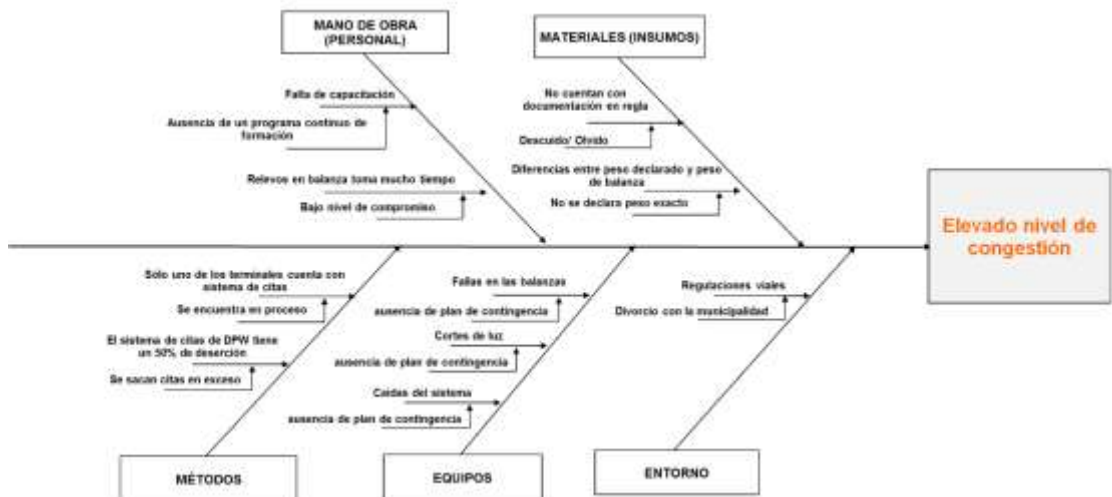 MANO DE OBRA
(PERSONAL)
MATERIALES (INSUMOS)
Falta de capacitación
Ausencia de un programa continuo de
formación
Relevos en balanza toma mucho tiempo
Bajo nivel de compromiso
No cuentan con
documentación en regla
Descuido/ Olvido
Diferencias entre peso declarado y peso
de balanza
No se declara peso exacto
Elevado nivel de
congestión
Sólo uno de los terminales cuenta con
sistema de citas
Se encuentra en proceso
El sistema de citas de DPW tiene
un 50% de deserción
Se sacan citas en exceso
Fallas en las balanzas
ausencia de plan de contingencia
Cortes de luz
ausencia de plan de contingencia
Caídas del sistema
ausencia de plan de contingencia
Regulaciones viales
Divorcio con la municipalidad
MÉTODOS
EQUIPOS
ENTORNO